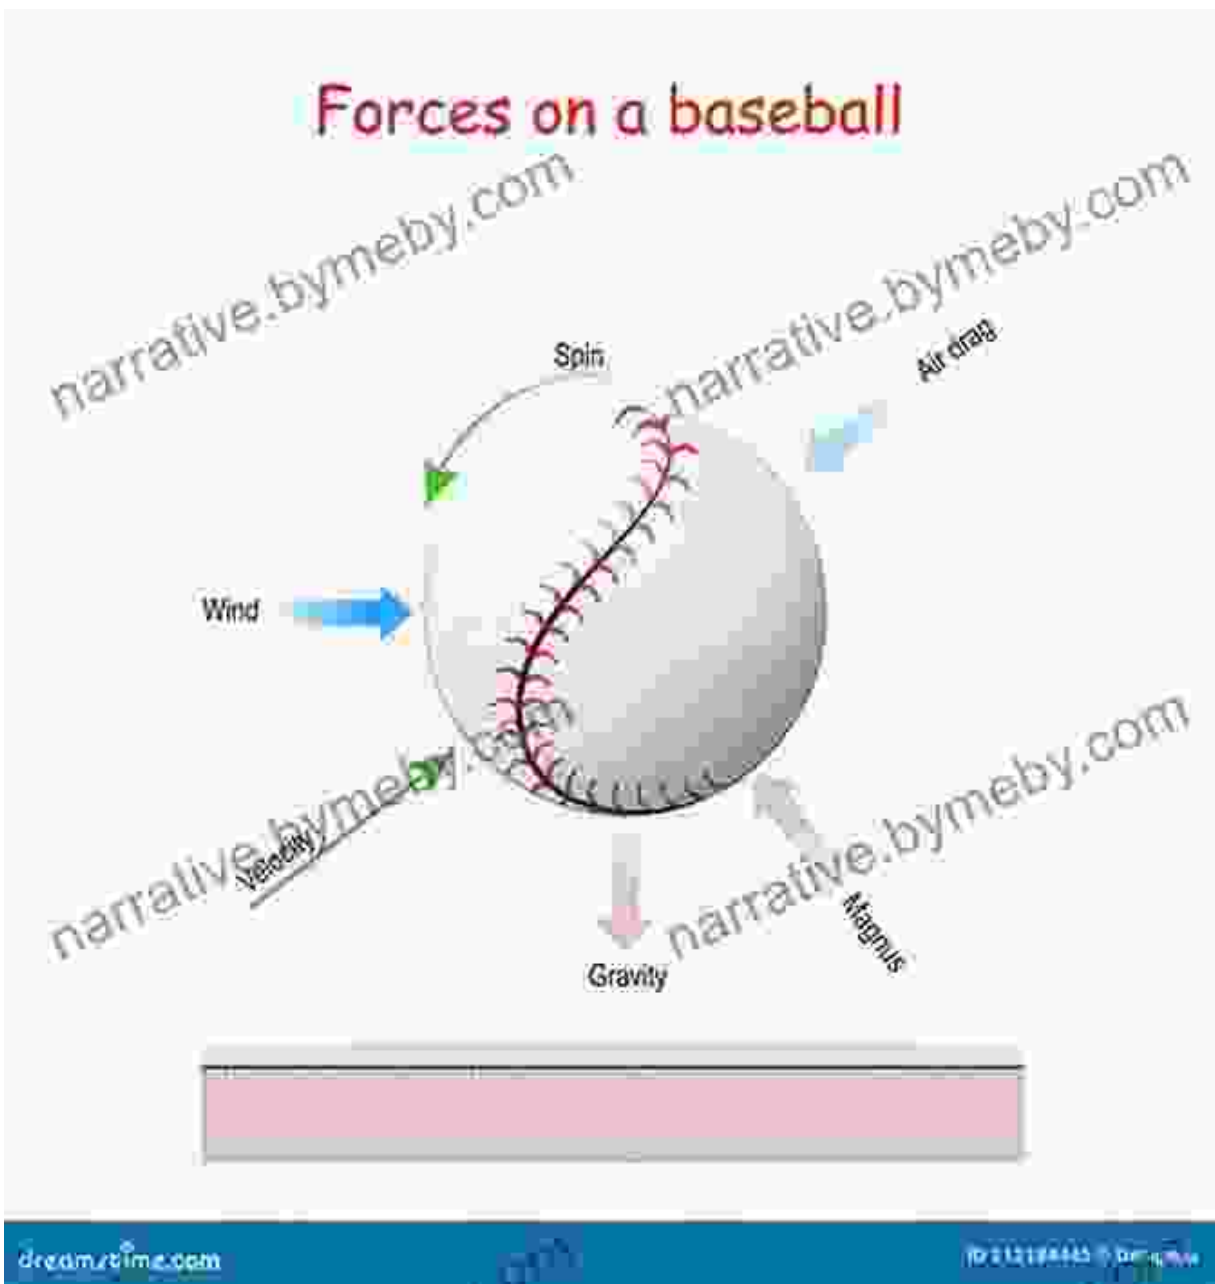 Forces on a baseball
narrative.bymeby.com
narrative.bymeby.com
Air drag
Spin
Wind
Velocity
narrative.bymeby.com
narrative.bymeby.com
Magnus
Gravity
dreamstime.com